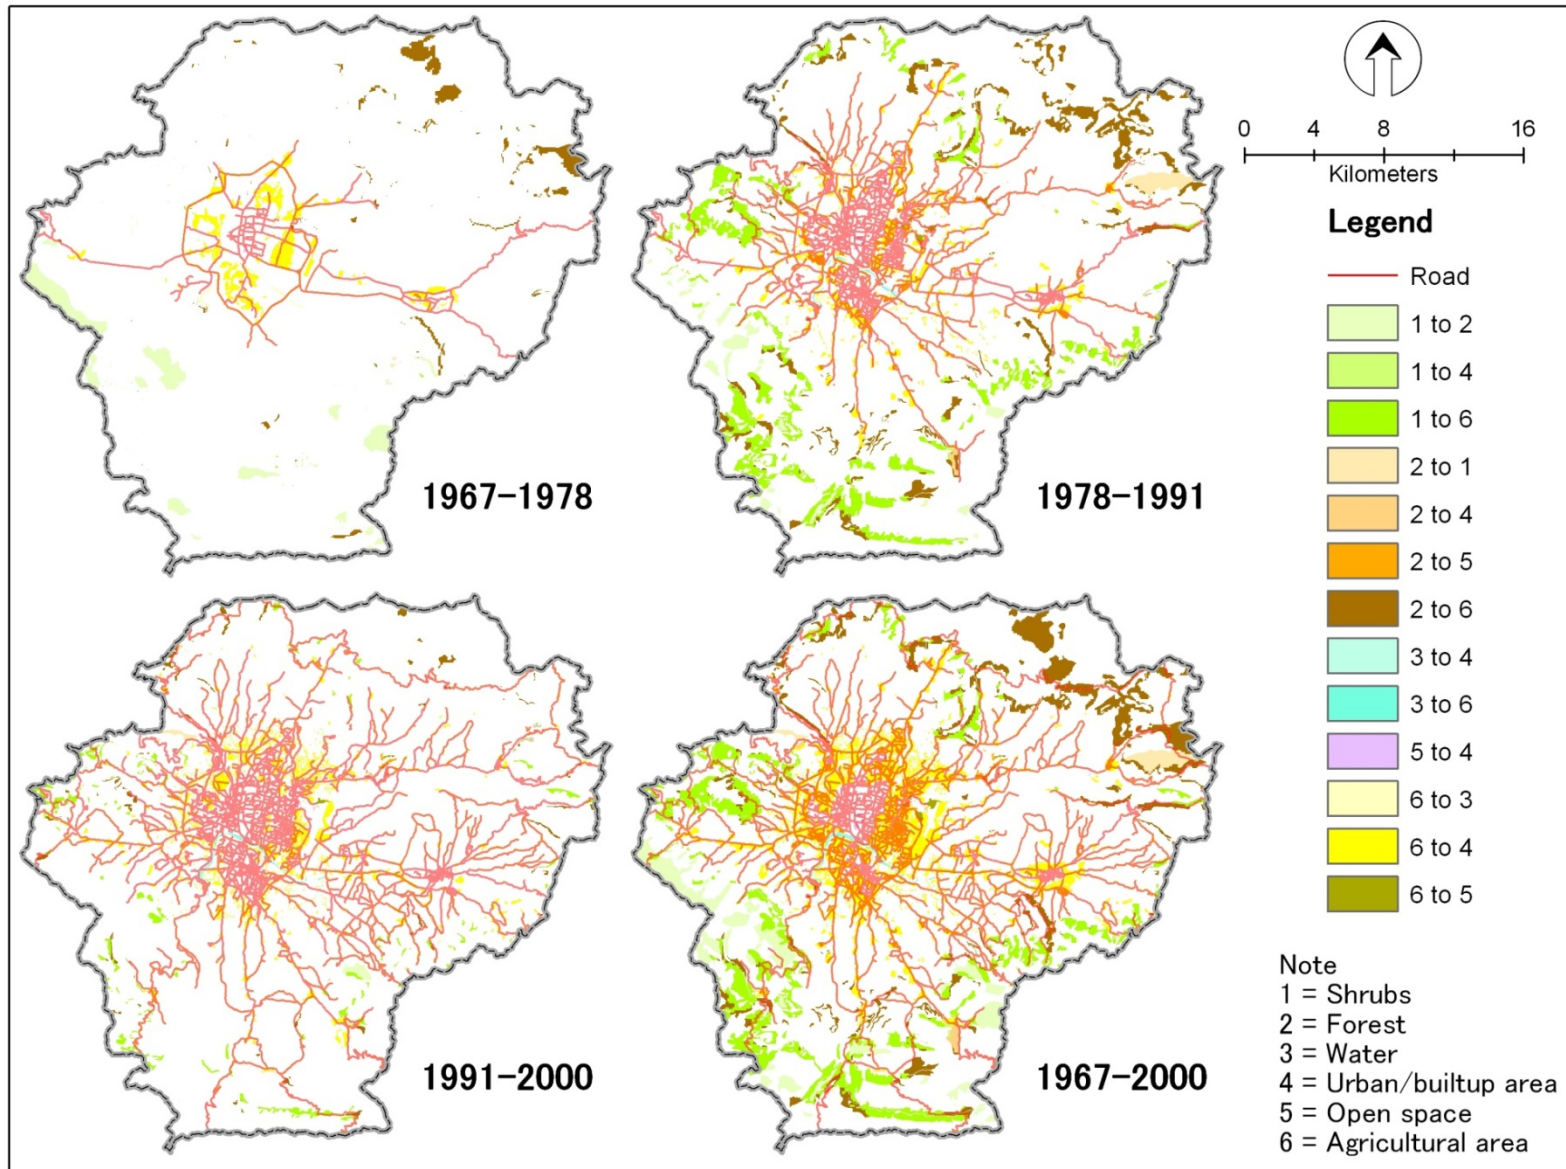 0 4 8 16
Kilometers
Legend
Road
1 to 2
1 to 4
1 to 6
2 to 1
2 to 4
2 to 5
2 to 6
3 to 4
3 to 6
5 to 4
6 to 3
6 to 4
6 to 5
1967-1978
1978-1991
1991-2000
1967-2000
Note
1 = Shrubs
2 = Forest
3 = Water
4 = Urban/builtup area
5 = Open space
6 = Agricultural area